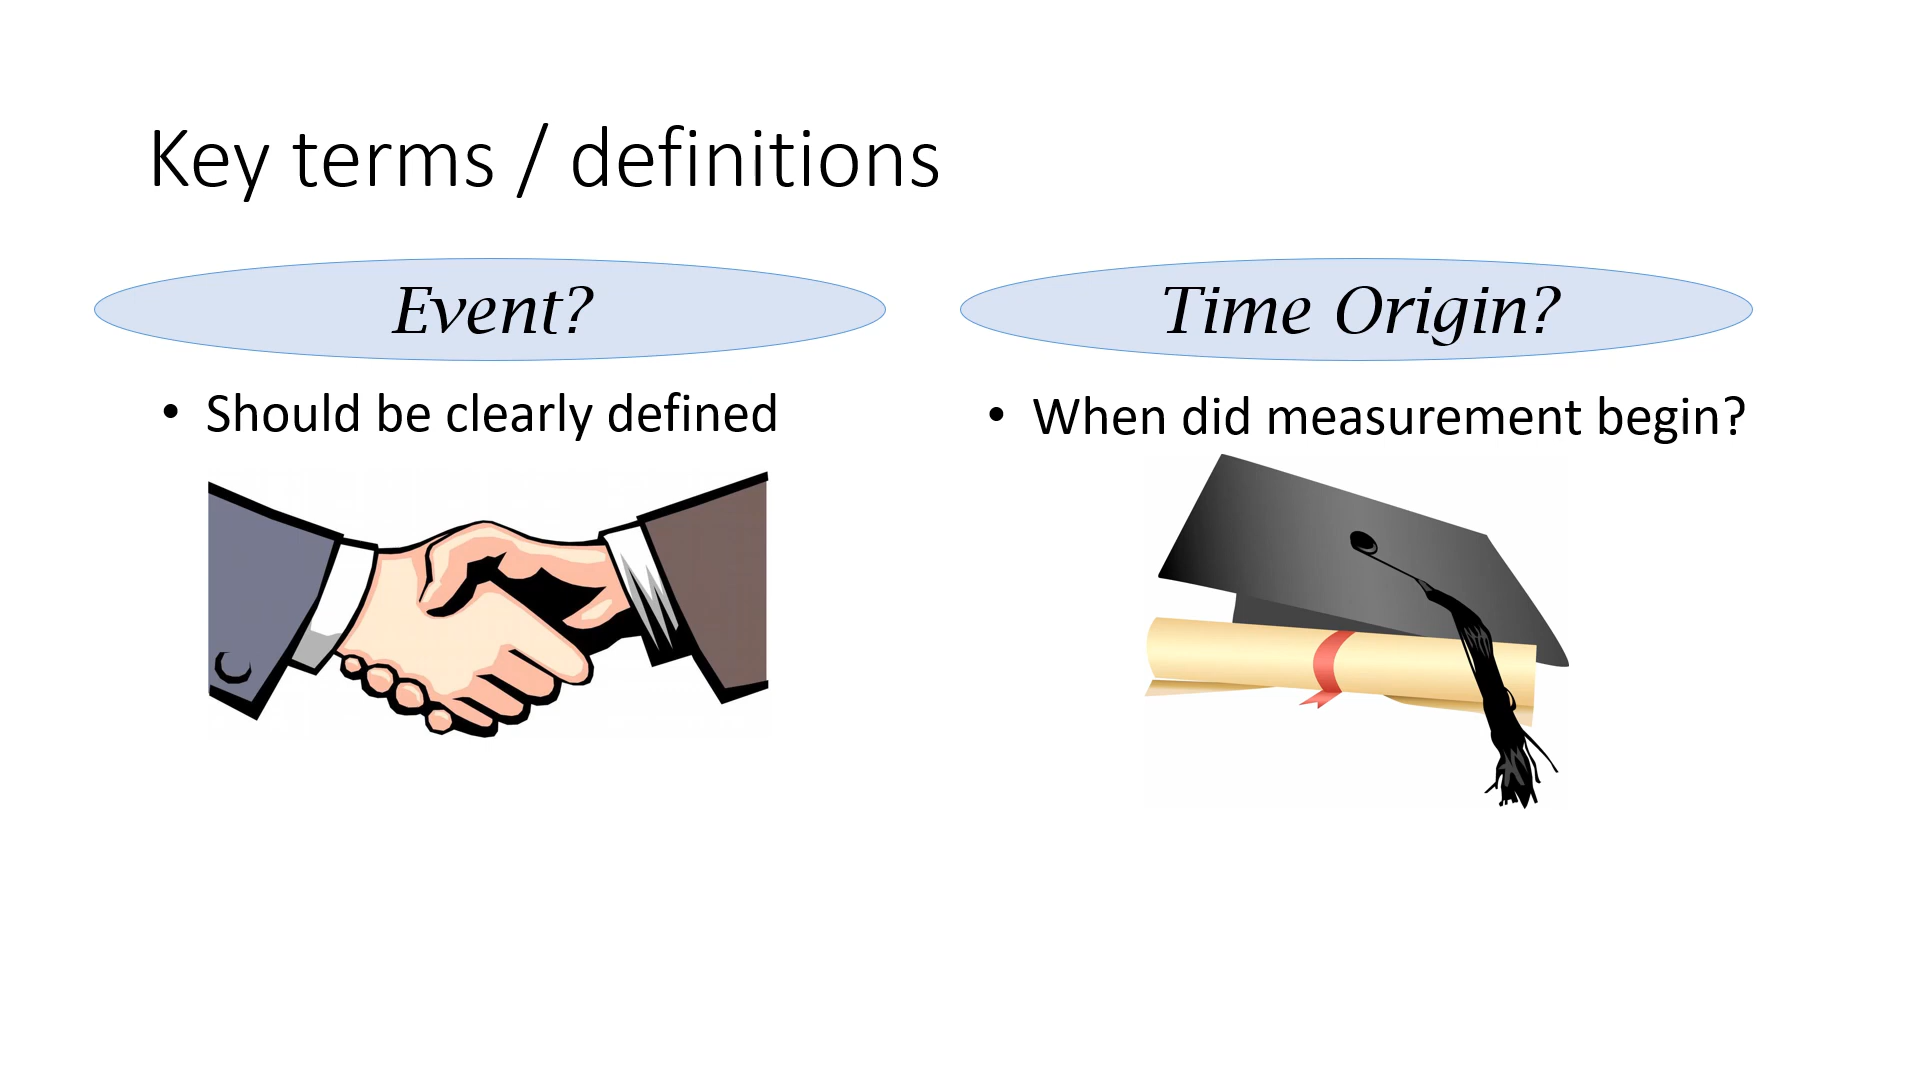 Key terms / definitions
Event?
• Should be clearly defined
Time Origin?
• When did measurement begin?